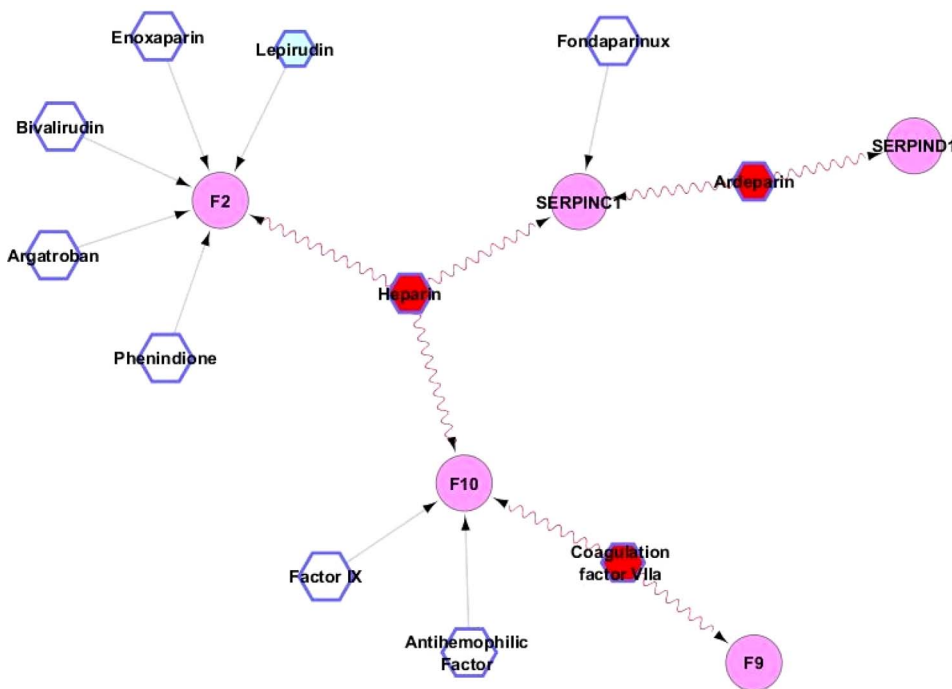 Enoxaparin
Lepirudin
Fondaparinux
Bivalirudin
SERPIND1
Ardeparin
F2
SERPINC1
Argatroban
Heparin
Phenindione
F10
Coagulation
factor VIIa
Factor IX
Antihemophilic
Factor
F9